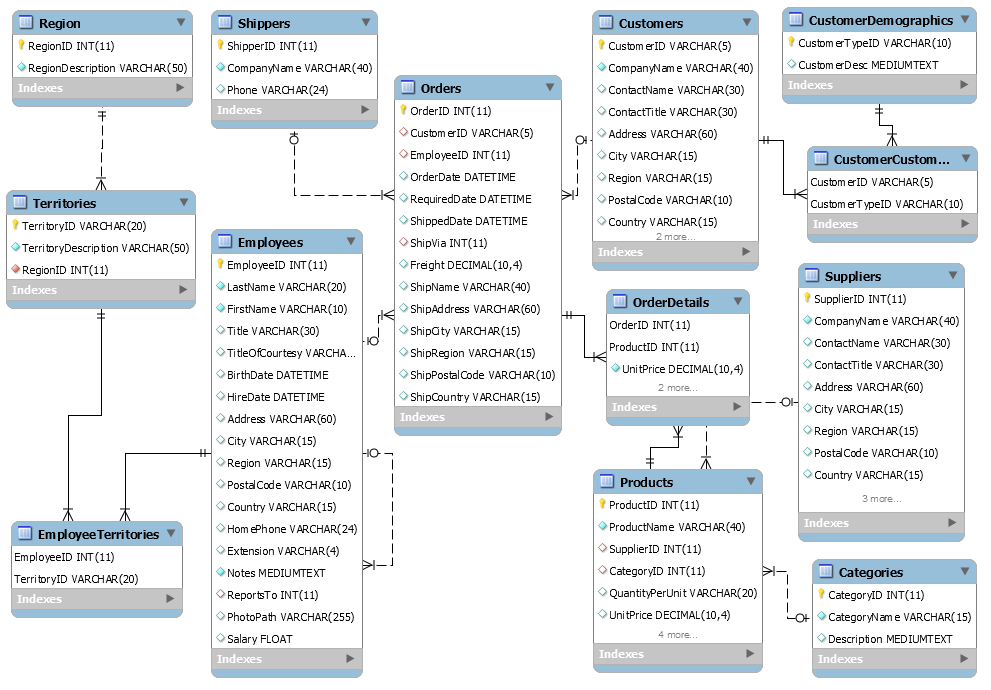 Region
RegionID INT(11)
RegionDescription VARCHAR(50)
Indexes
Shippers
ShipperID INT(11)
CompanyName VARCHAR(40)
Phone VARCHAR(24)
Indexes
Orders
OrderID INT(11)
CustomerID VARCHAR(5)
EmployeeID INT(11)
OrderDate DATETIME
RequiredDate DATETIME
ShippedDate DATETIME
ShipVia INT(11)
Freight DECIMAL(10,4)
ShipName VARCHAR(40)
ShipAddress VARCHAR(60)
ShipCity VARCHAR(15)
ShipRegion VARCHAR(15)
ShipPostalCode VARCHAR(10)
ShipCountry VARCHAR(15)
Indexes
Customers
CustomerID VARCHAR(5)
CompanyName VARCHAR(40)
ContactName VARCHAR(30)
ContactTitle VARCHAR(30)
Address VARCHAR(60)
City VARCHAR(15)
Region VARCHAR(15)
PostalCode VARCHAR(10)
Country VARCHAR(15)
2 more...
Indexes
CustomerDemographics
CustomerTypeID VARCHAR(10)
CustomerDesc MEDIUMTEXT
Indexes
CustomerCustom...
CustomerID VARCHAR(5)
CustomerTypeID VARCHAR(10)
Indexes
Territories
TerritoryID VARCHAR(20)
TerritoryDescription VARCHAR(50)
RegionID INT(11)
Indexes
Employees
EmployeeID INT(11)
LastName VARCHAR(20)
FirstName VARCHAR(10)
Title VARCHAR(30)
TitleOfCourtesy VARCHA...
BirthDate DATETIME
HireDate DATETIME
Address VARCHAR(60)
City VARCHAR(15)
Region VARCHAR(15)
PostalCode VARCHAR(10)
Country VARCHAR(15)
HomePhone VARCHAR(24)
Extension VARCHAR(4)
Notes MEDIUMTEXT
ReportsTo INT(11)
PhotoPath VARCHAR(255)
Salary FLOAT
Indexes
OrderDetails
OrderID INT(11)
ProductID INT(11)
UnitPrice DECIMAL(10,4)
2 more...
Indexes
Suppliers
SupplierID INT(11)
CompanyName VARCHAR(40)
ContactName VARCHAR(30)
ContactTitle VARCHAR(30)
Address VARCHAR(60)
City VARCHAR(15)
Region VARCHAR(15)
PostalCode VARCHAR(10)
Country VARCHAR(15)
3 more...
Indexes
EmployeeTerritories
EmployeeID INT(11)
TerritoryID VARCHAR(20)
Indexes
Products
ProductID INT(11)
ProductName VARCHAR(40)
SupplierID INT(11)
CategoryID INT(11)
QuantityPerUnit VARCHAR(20)
UnitPrice DECIMAL(10,4)
4 more...
Indexes
Categories
CategoryID INT(11)
CategoryName VARCHAR(15)
Description MEDIUMTEXT
Indexes